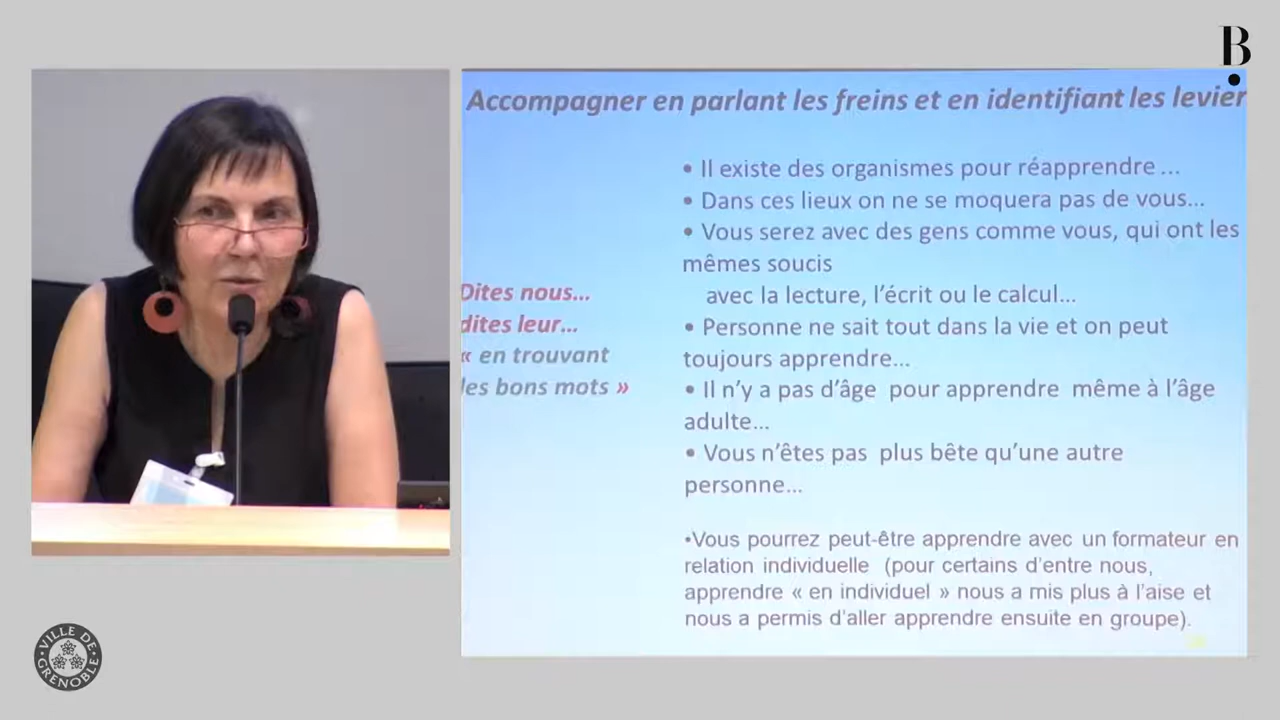 B
Accompagner en parlant les freins et en identifiant les levier
• Il existe des organismes pour réapprendre...
• Dans ces lieux on ne se moquera pas de vous...
• Vous serez avec des gens comme vous, qui ont les
mêmes soucis
avec la lecture, l’écrit ou le calcul...
• Personne ne sait tout dans la vie et on peut
toujours apprendre...
• Il n’y a pas d’âge pour apprendre même à l’âge
adulte...
• Vous n’êtes pas plus bête qu’une autre
personne...
•Vous pourrez peut-être apprendre avec un formateur en
relation individuelle (pour certains d’entre nous,
apprendre « en individuel » nous a mis plus à l’aise et
nous a permis d’aller apprendre ensuite en groupe).
Dites nous...
dites leur...
« en trouvant
les bons mots »
VILLE DE GRENOBLE